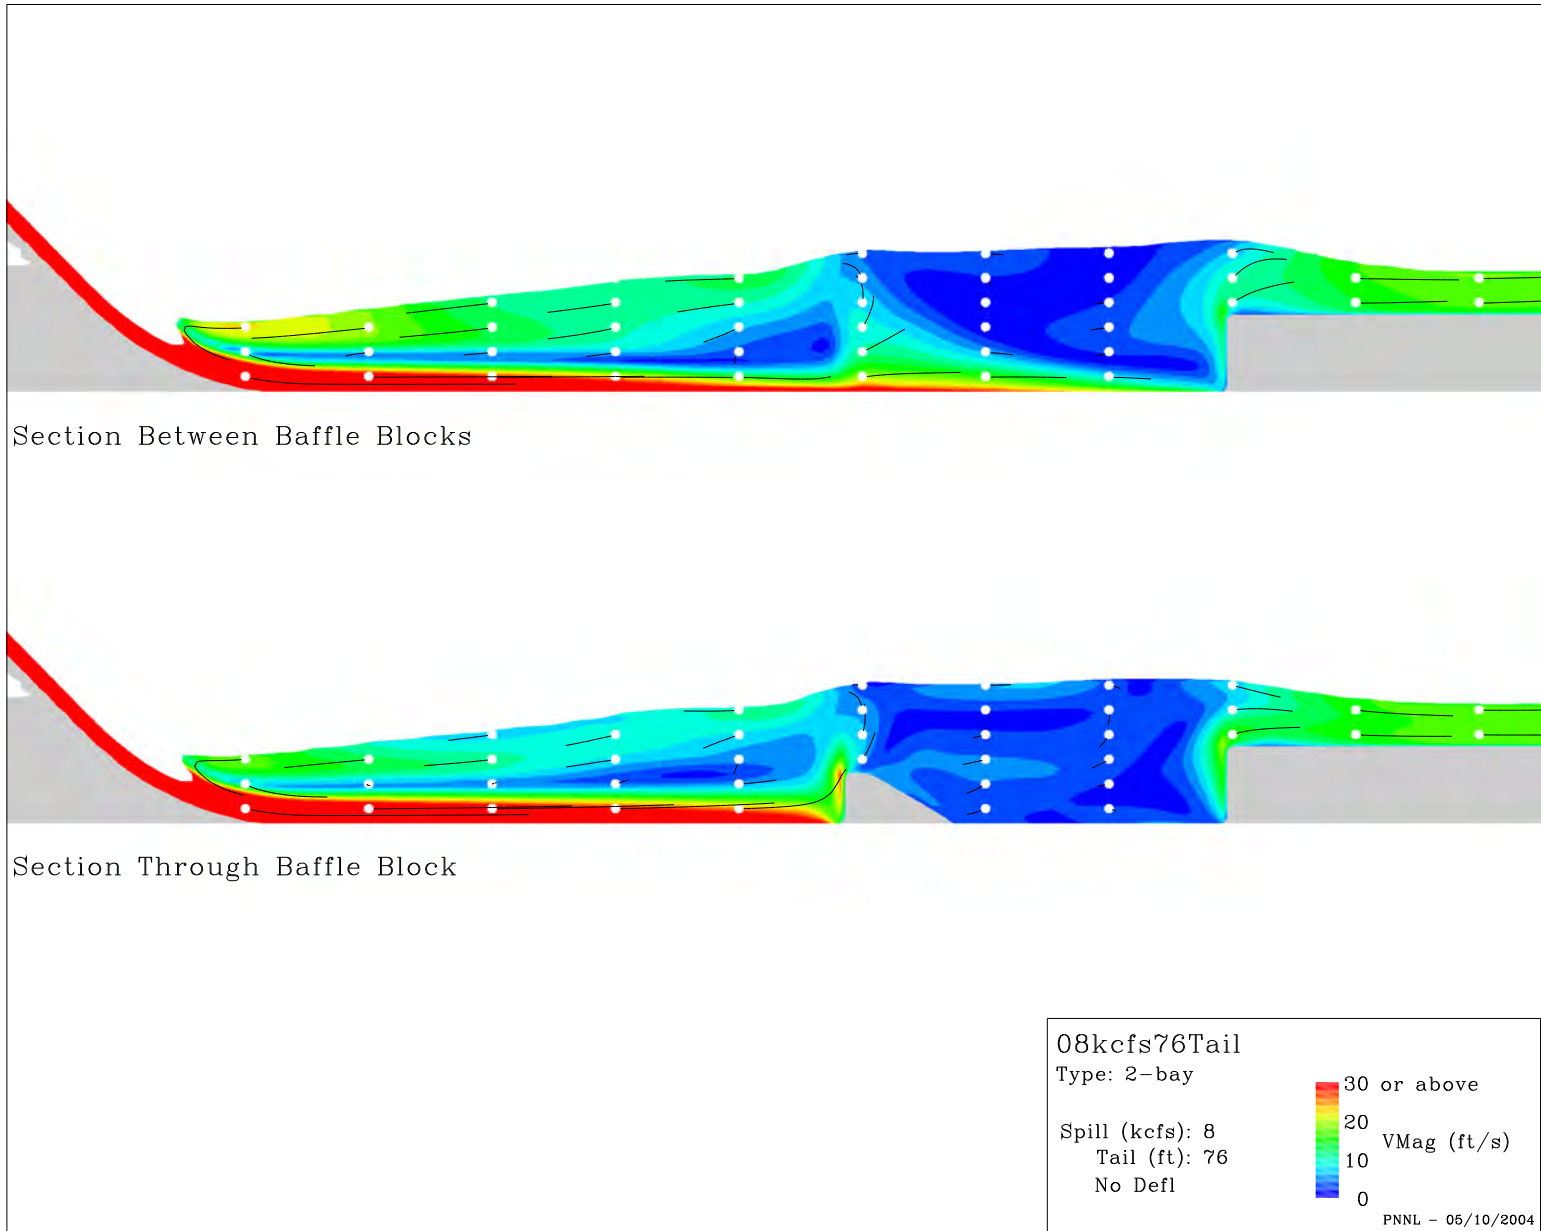 Section Between Baffle Blocks
Section Through Baffle Block
08kcfs76Tail
Type: 2-bay
30 or above
20
Spill (kcfs): 8
VMag (ft/s)
Tail (ft): 76
10
No Defl
0
PNNL - 05/10/2004